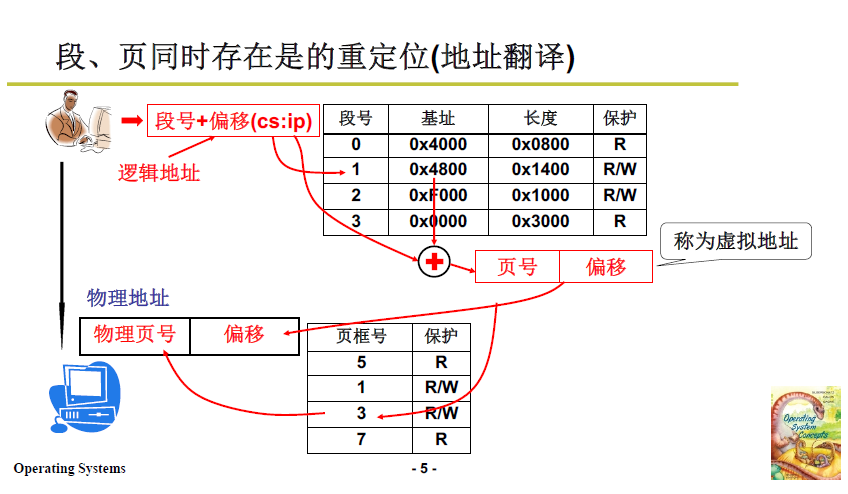 段、页同时存在是的重定位(地址翻译)
段号+偏移(cs:ip)
逻辑地址
段号 基址 长度 保护
0 0x4000 0x0800 R
1 0x4800 0x1400 R/W
2 0xF000 0x1000 R/W
3 0x0000 0x3000 R
称为虚拟地址
页号 偏移
物理地址
物理页号 偏移
页框号 保护
5 R
1 R/W
3 R/W
7 R
Operating
System
Concepts
Operating Systems
- 5 -